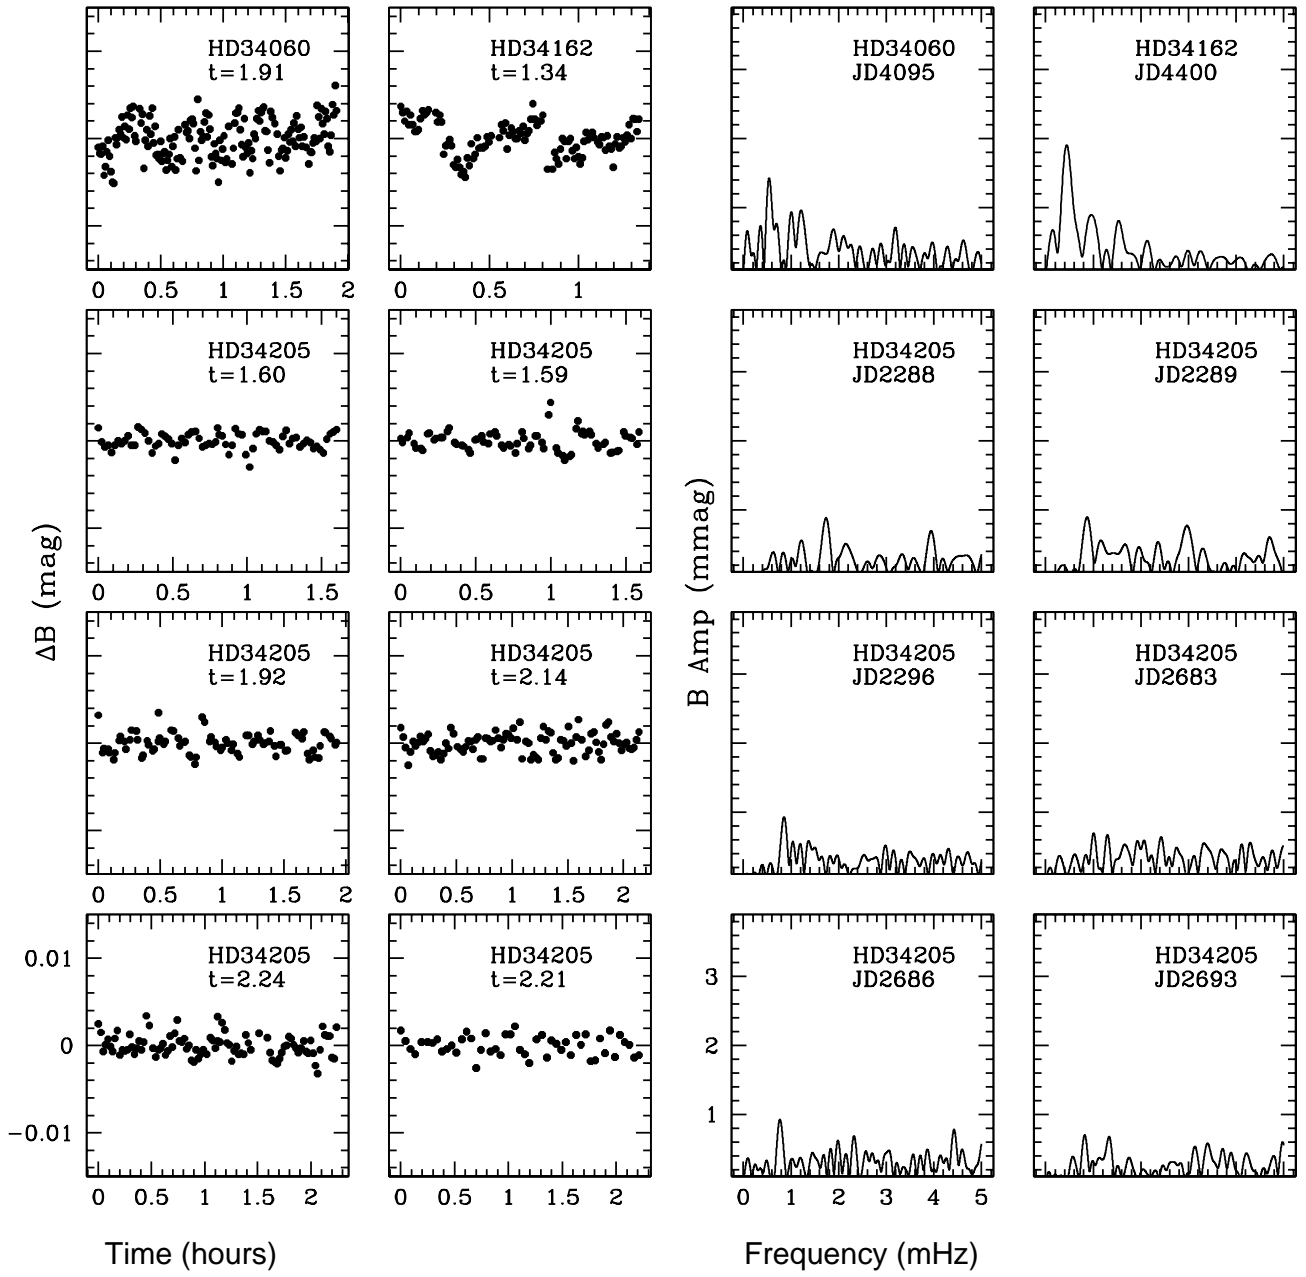 HD34060
t=1.91
HD34162
t=1.34
HD34060
JD4095
HD34162
JD4400
0 0.5 1 1.5 2
0 0.5 1
HD34205
t=1.60
HD34205
t=1.59
HD34205
JD2288
HD34205
JD2289
0 0.5 1 1.5
0 0.5 1 1.5
ΔB (mag)
B Amp (mmag)
HD34205
t=1.92
HD34205
t=2.14
HD34205
JD2296
HD34205
JD2683
0 0.5 1 1.5 2
0 0.5 1 1.5 2
HD34205
t=2.24
HD34205
t=2.21
HD34205
JD2686
HD34205
JD2693
0.01
0
−0.01
3
2
1
0 0.5 1 1.5 2
0 0.5 1 1.5 2
0 1 2 3 4 5
Time (hours)
Frequency (mHz)